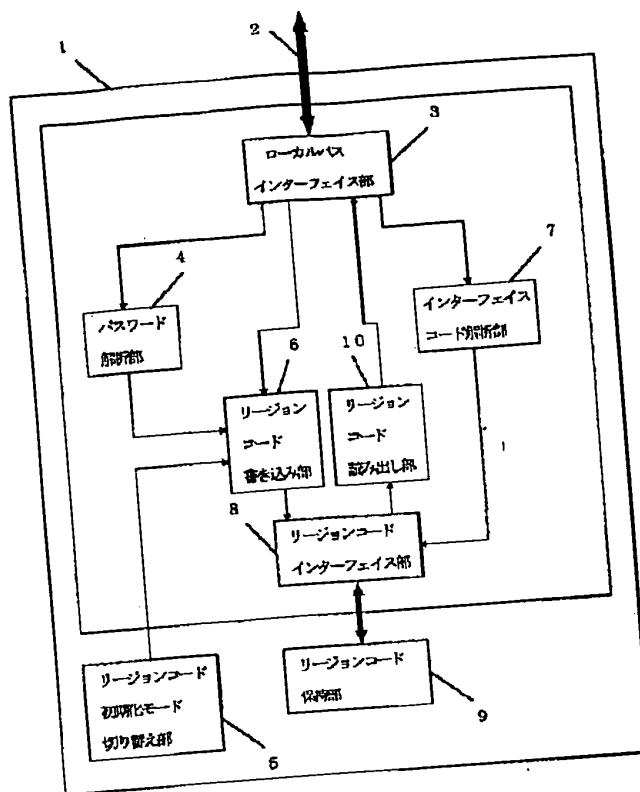 2
1
3
ローカルバス
インターフェイス部
4
7
パスワード
解断部
インターフェイス
コード解断部
6
10
リージョン
コード
書き込み部
リージョン
コード
読み出し部
8
リージョンコード
インターフェイス部
リージョンコード
初期化モード
切り替え部
リージョンコード
保持部
9
5